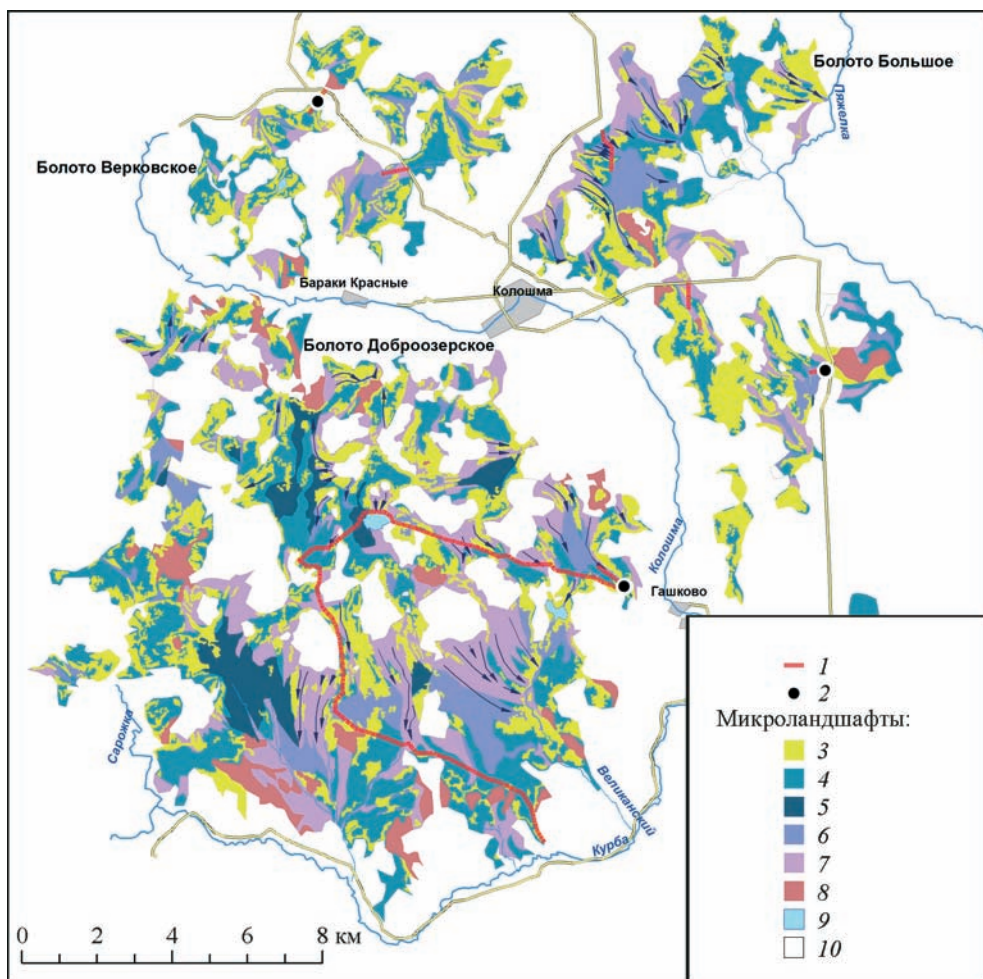 Болото Большое
Пяжелка
Болото Верковское
Бараки Красные
Колошма
Болото Доброозерское
Колошма
Гашково
Сарожка
Великанский
Курба
0 2 4 6 8 км
1
2
Микроландшафты:
3
4
5
6
7
8
9
10